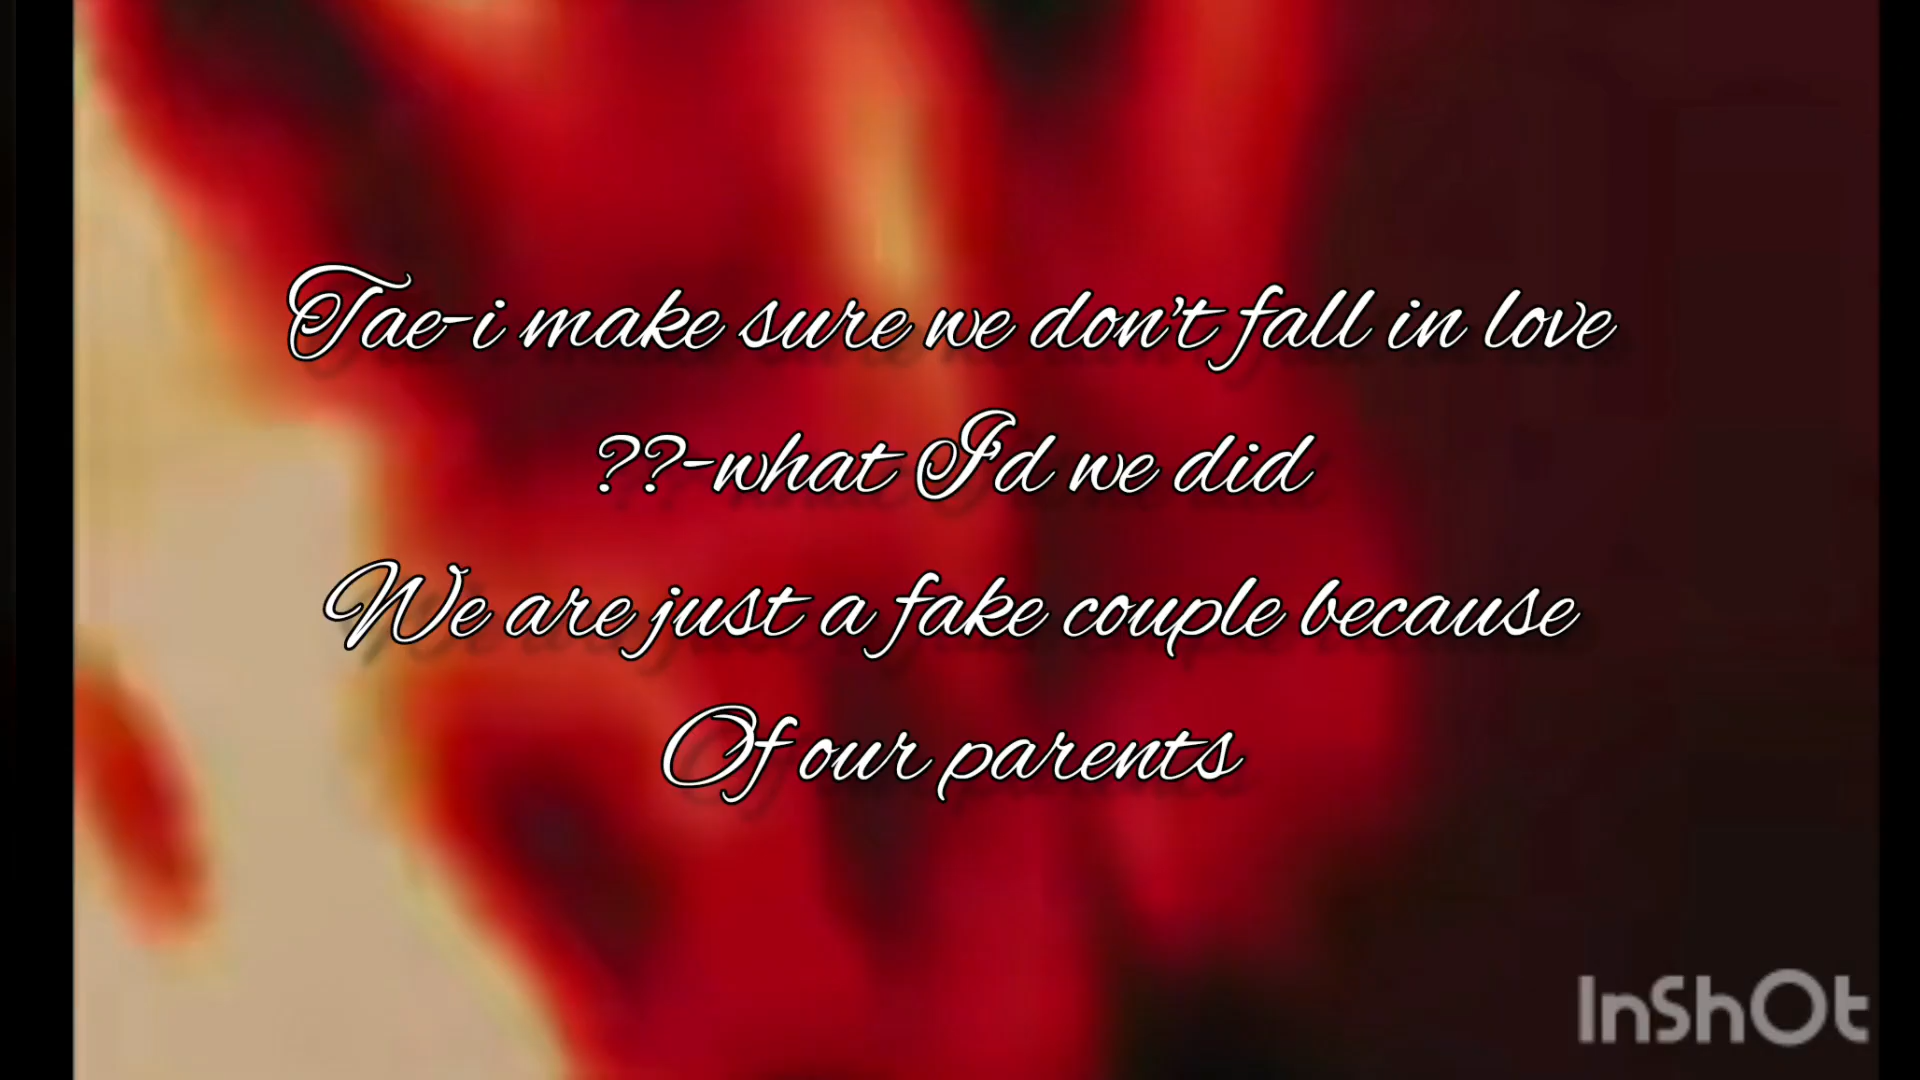 Tae-i make sure we don't fall in love
??-what I'd we did
We are just a fake couple because
Of our parents
InShOt